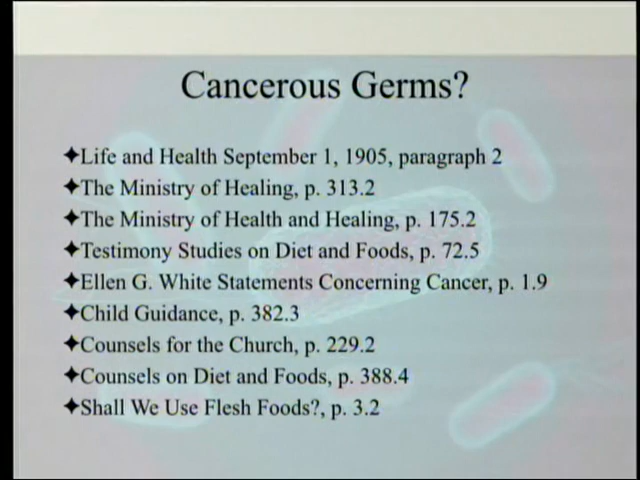 Cancerous Germs?
✦Life and Health September 1, 1905, paragraph 2
✦The Ministry of Healing, p. 313.2
✦The Ministry of Health and Healing, p. 175.2
✦Testimony Studies on Diet and Foods, p. 72.5
✦Ellen G. White Statements Concerning Cancer, p. 1.9
✦Child Guidance, p. 382.3
✦Counsels for the Church, p. 229.2
✦Counsels on Diet and Foods, p. 388.4
✦Shall We Use Flesh Foods?, p. 3.2